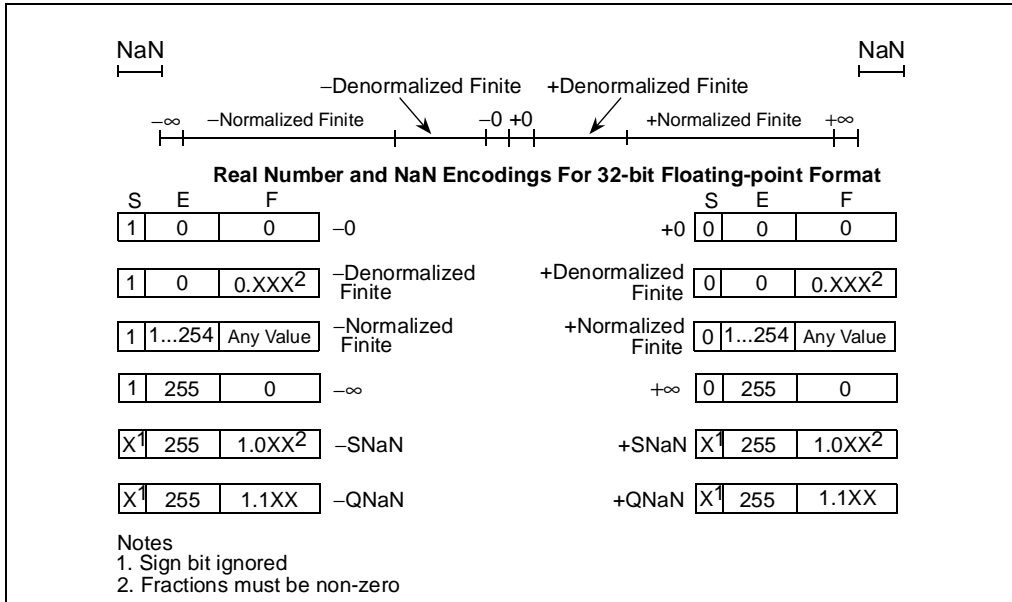 NaN NaN
−Denormalized Finite +Denormalized Finite
−∞ −Normalized Finite −0 +0 +Normalized Finite +∞
Real Number and NaN Encodings For 32-bit Floating-point Format
S E F S E F
1 0 0 −0 +0 0 0 0
1 0 0.XXX² −Denormalized Finite +Denormalized Finite 0 0 0.XXX²
1 1...254 Any Value −Normalized Finite +Normalized Finite 0 1...254 Any Value
1 255 0 −∞ +∞ 0 255 0
X¹ 255 1.0XX² −SNaN +SNaN X¹ 255 1.0XX²
X¹ 255 1.1XX −QNaN +QNaN X¹ 255 1.1XX
Notes
1. Sign bit ignored
2. Fractions must be non-zero